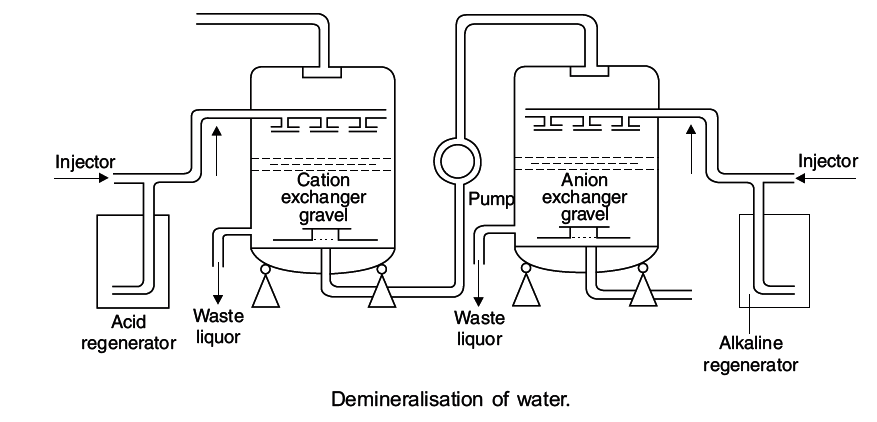 Injector
Cation
exchanger
gravel
Pump
Anion
exchanger
gravel
Injector
Acid
regenerator
Waste
liquor
Waste
liquor
Alkaline
regenerator
Demineralisation of water.